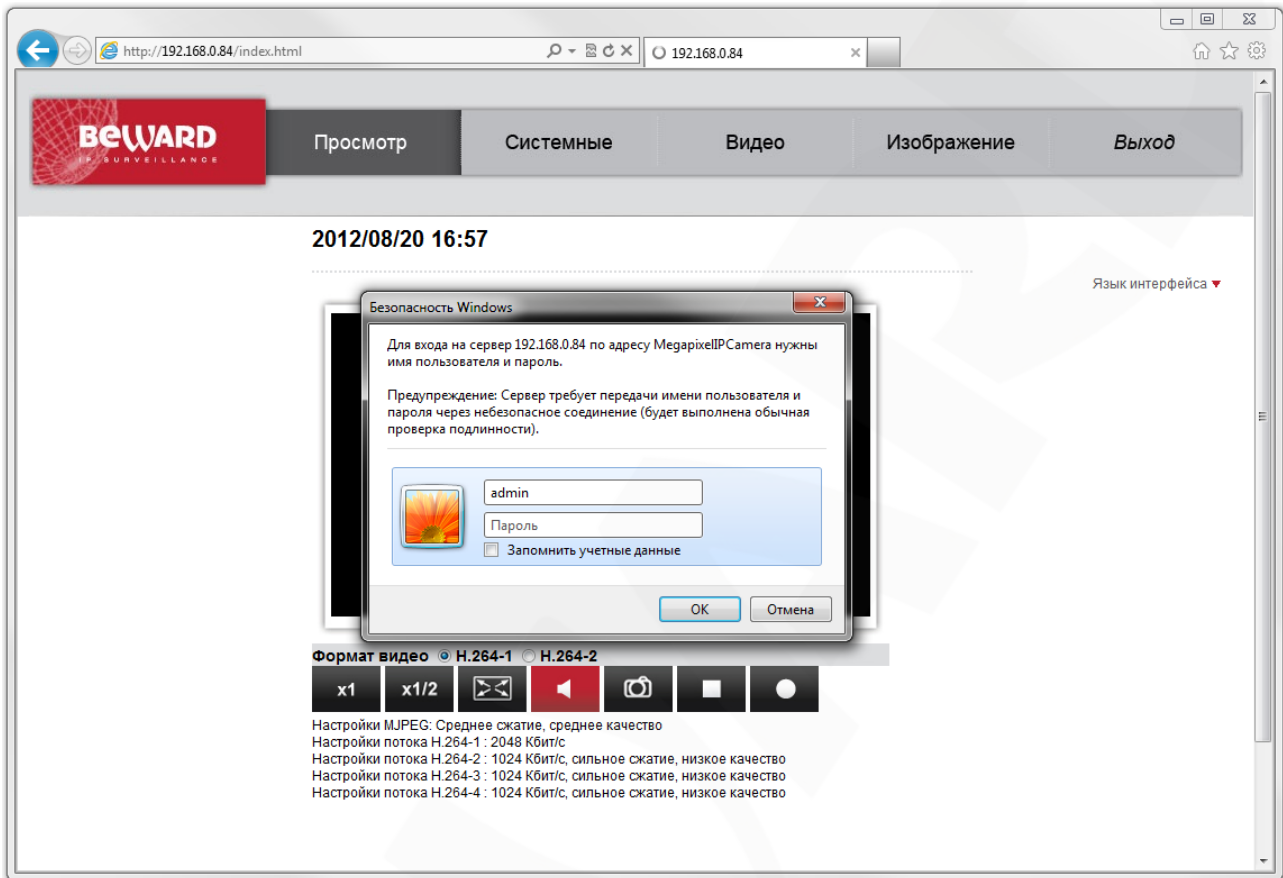 http://192.168.0.84/index.html
192.168.0.84
BEWARD
IP SURVEILLANCE
Просмотр
Системные
Видео
Изображение
Выход
2012/08/20 16:57
Язык интерфейса
Безопасность Windows
Для входа на сервер 192.168.0.84 по адресу MegapixelIPCamera нужны
имя пользователя и пароль.
Предупреждение: Сервер требует передачи имени пользователя и
пароля через небезопасное соединение (будет выполнена обычная
проверка подлинности).
admin
Пароль
Запомнить учетные данные
OK
Отмена
Формат видео H.264-1 H.264-2
x1
x1/2
Настройки MJPEG: Среднее сжатие, среднее качество
Настройки потока H.264-1 : 2048 Кбит/с
Настройки потока H.264-2 : 1024 Кбит/с, сильное сжатие, низкое качество
Настройки потока H.264-3 : 1024 Кбит/с, сильное сжатие, низкое качество
Настройки потока H.264-4 : 1024 Кбит/с, сильное сжатие, низкое качество